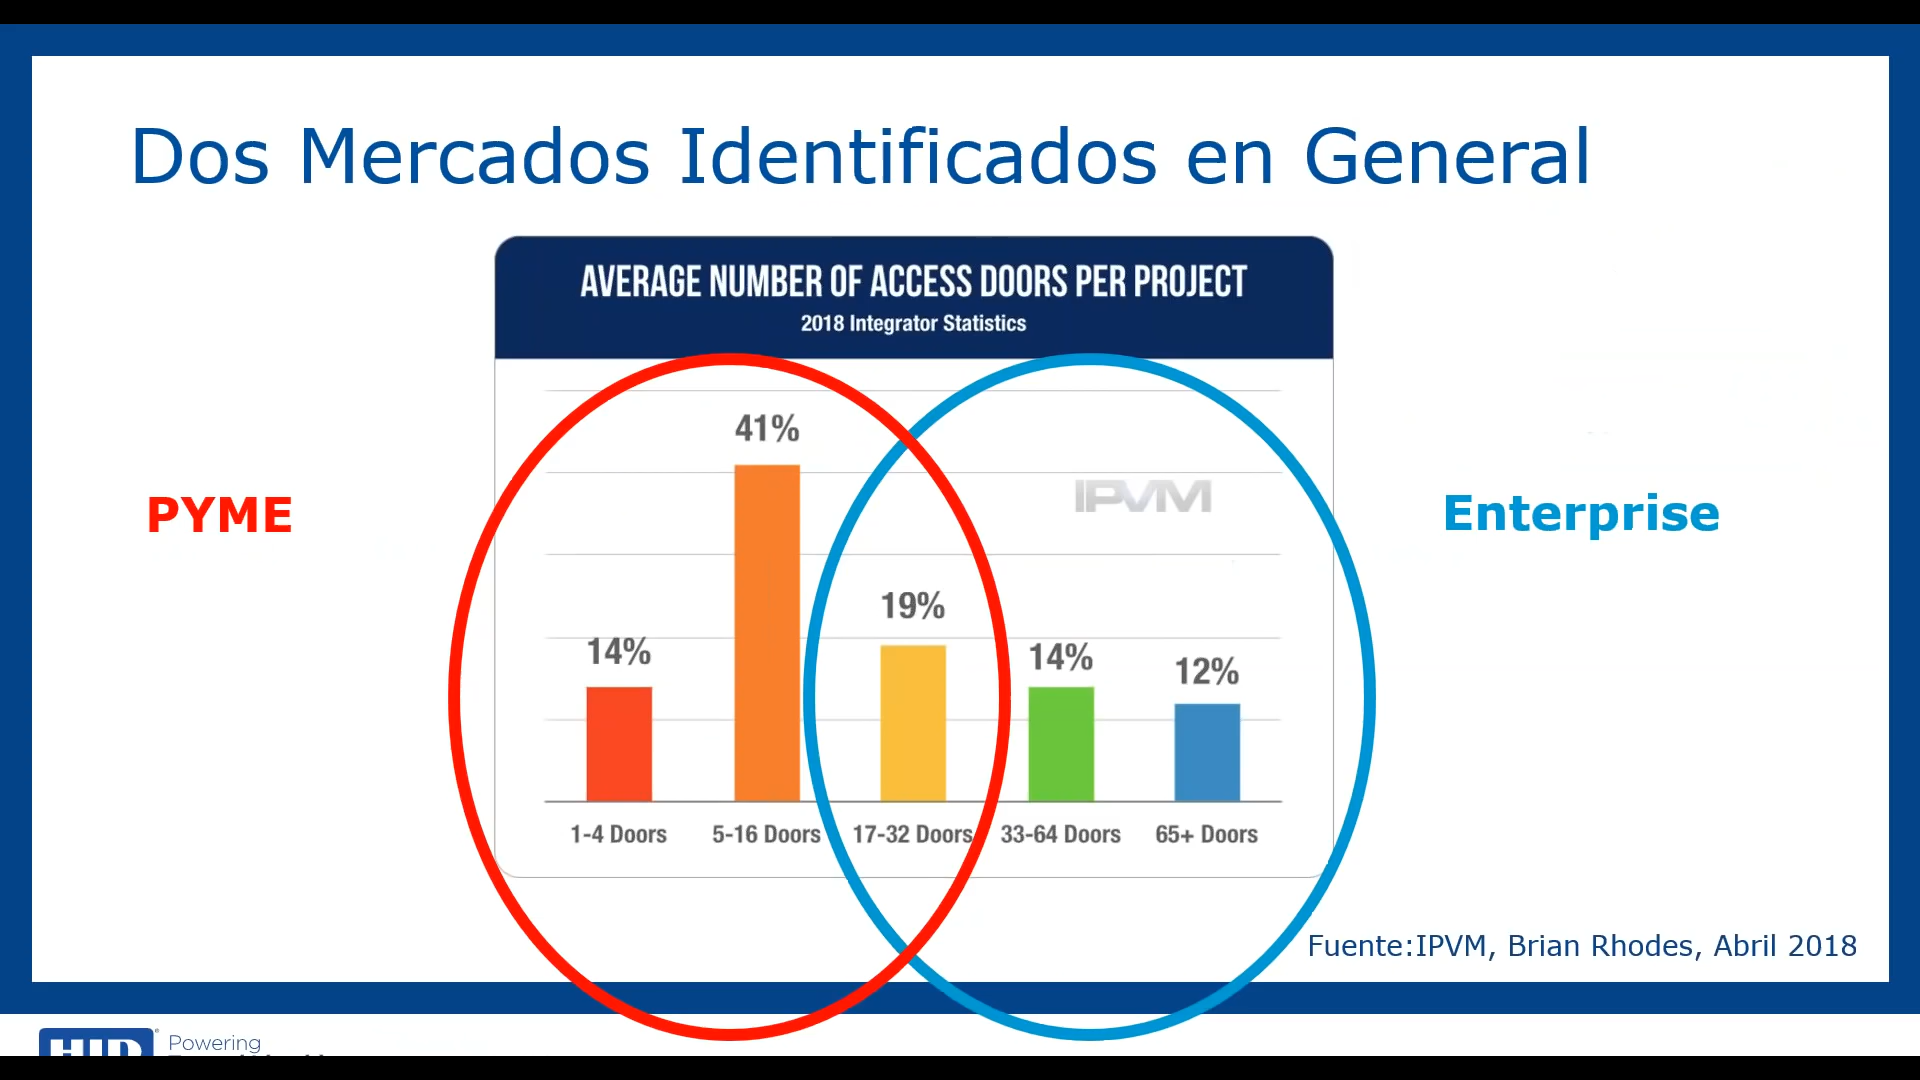 Dos Mercados Identificados en General
AVERAGE NUMBER OF ACCESS DOORS PER PROJECT
2018 Integrator Statistics
41%
IPVM
PYME
Enterprise
19%
14%
14%
12%
1-4 Doors
5-16 Doors
17-32 Doors
33-64 Doors
65+ Doors
Fuente:IPVM, Brian Rhodes, Abril 2018
HID
Powering